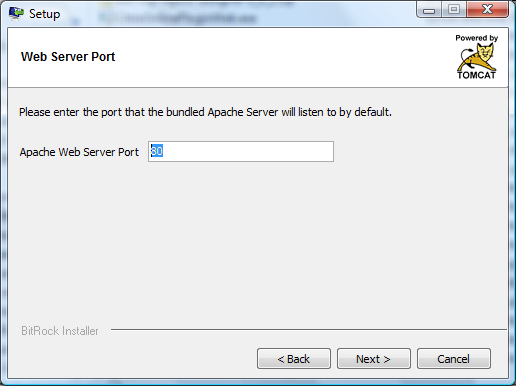 Setup
Web Server Port
Powered by
TOMCAT
Please enter the port that the bundled Apache Server will listen to by default.
Apache Web Server Port
80
BitRock Installer
< Back
Next >
Cancel